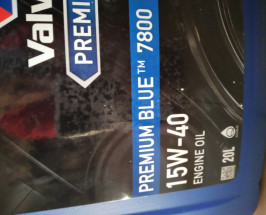 Valv
PREMI
PREMIUM BLUE™ 7800
15W-40
ENGINE OIL
20L